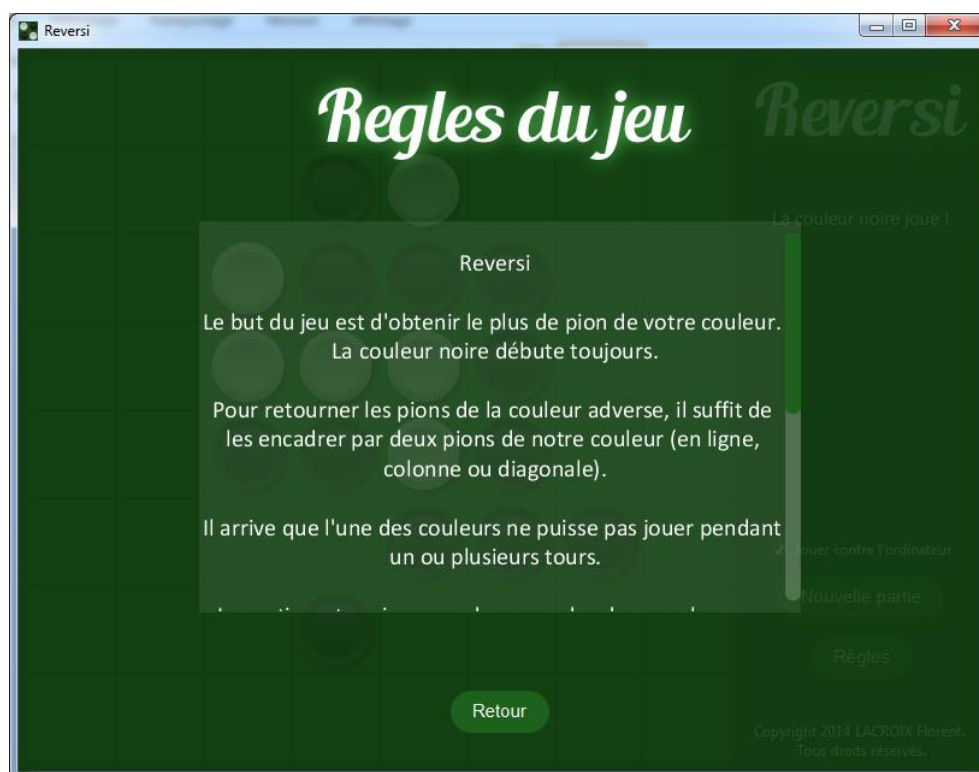 Reversi
Regles du jeu
Reversi
La couleur noire joue !
Reversi
Le but du jeu est d'obtenir le plus de pion de votre couleur.
La couleur noire débute toujours.
Pour retourner les pions de la couleur adverse, il suffit de
les encadrer par deux pions de notre couleur (en ligne,
colonne ou diagonale).
Il arrive que l'une des couleurs ne puisse pas jouer pendant
un ou plusieurs tours.
Jouer contre l'ordinateur
Nouvelle partie
Règles
Retour
Copyright 2014 LACROIX Florent.
Tous droits réservés.